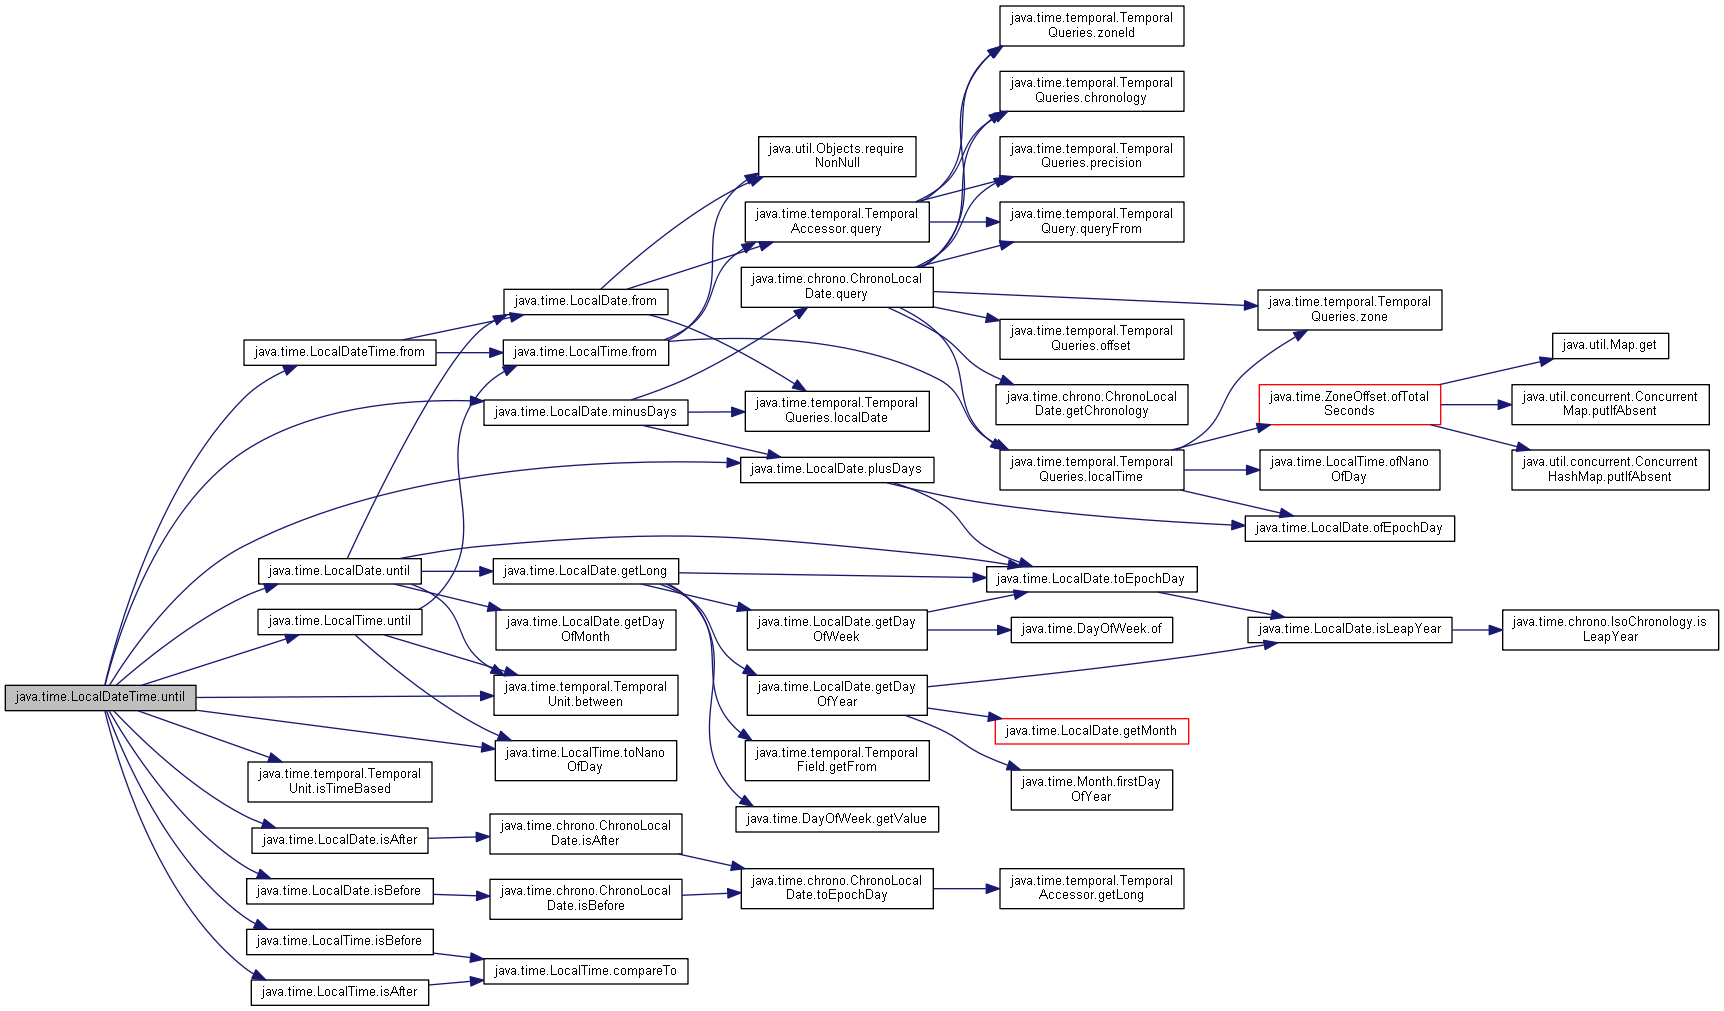 java.time.temporal.Temporal
Queries.zoneId
java.time.temporal.Temporal
Queries.chronology
java.util.Objects.require
NonNull
java.time.temporal.Temporal
Queries.precision
java.time.temporal.Temporal
Accessor.query
java.time.temporal.Temporal
Query.queryFrom
java.time.chrono.ChronoLocal
Date.query
java.time.LocalDate.from
java.time.temporal.Temporal
Queries.zone
java.time.temporal.Temporal
Queries.offset
java.time.LocalDateTime.from
java.time.LocalTime.from
java.util.Map.get
java.time.LocalDate.minusDays
java.time.temporal.Temporal
Queries.localDate
java.time.chrono.ChronoLocal
Date.getChronology
java.time.ZoneOffset.ofTotal
Seconds
java.util.concurrent.Concurrent
Map.putIfAbsent
java.time.LocalDate.plusDays
java.time.temporal.Temporal
Queries.localTime
java.time.LocalTime.ofNano
OfDay
java.util.concurrent.Concurrent
HashMap.putIfAbsent
java.time.LocalDate.ofEpochDay
java.time.LocalDate.until
java.time.LocalDate.getLong
java.time.LocalDate.toEpochDay
java.time.LocalTime.until
java.time.LocalDate.getDay
OfMonth
java.time.LocalDate.getDay
OfWeek
java.time.DayOfWeek.of
java.time.LocalDate.isLeapYear
java.time.chrono.IsoChronology.is
LeapYear
java.time.LocalDateTime.until
java.time.temporal.Temporal
Unit.between
java.time.LocalDate.getDay
OfYear
java.time.LocalDate.getMonth
java.time.LocalTime.toNano
OfDay
java.time.temporal.Temporal
Field.getFrom
java.time.temporal.Temporal
Unit.isTimeBased
java.time.Month.firstDay
OfYear
java.time.DayOfWeek.getValue
java.time.LocalDate.isAfter
java.time.chrono.ChronoLocal
Date.isAfter
java.time.LocalDate.isBefore
java.time.chrono.ChronoLocal
Date.isBefore
java.time.chrono.ChronoLocal
Date.toEpochDay
java.time.temporal.Temporal
Accessor.getLong
java.time.LocalTime.isBefore
java.time.LocalTime.compareTo
java.time.LocalTime.isAfter